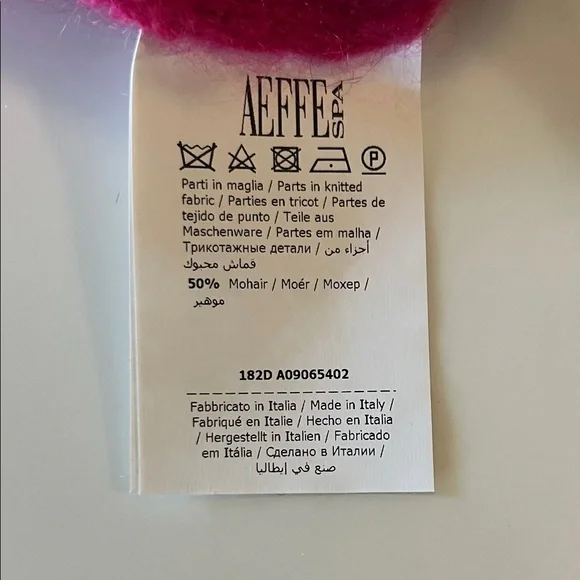 AEFFE SPA
P
Parti in maglia / Parts in knitted
fabric / Parties en tricot / Partes de
tejido de punto / Teile aus
Maschenware / Partes em malha /
Трикотажные детали / أجزاء من
قماش محبوك
50% Mohair / Moér / Мохер /
موهير
182D A09065402
Fabbricato in Italia / Made in Italy /
Fabriqué en Italie / Hecho en Italia
/ Hergestellt in Italien / Fabricado
em Itália / Сделано в Италии /
صنع في إيطاليا